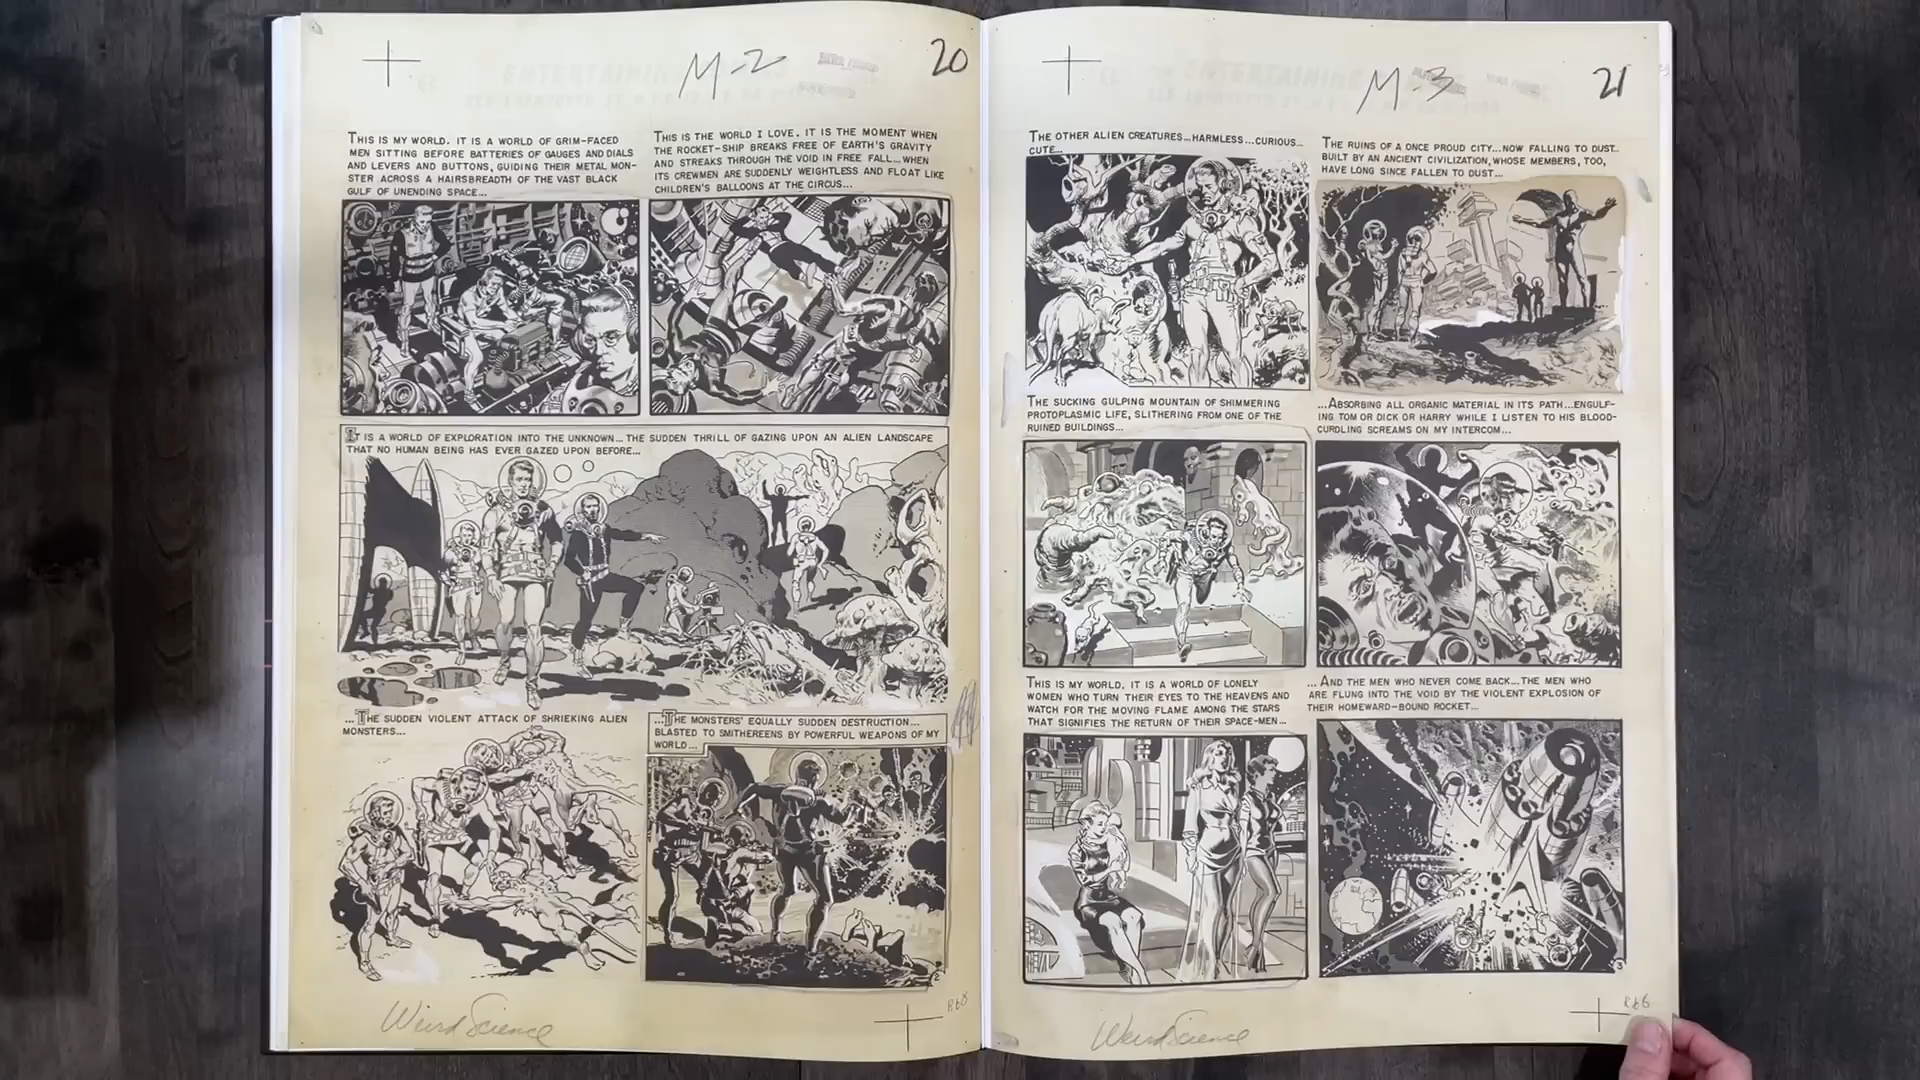 M-2
20
THIS IS MY WORLD. IT IS A WORLD OF GRIM-FACED
MEN SITTING BEFORE BATTERIES OF GAUGES AND DIALS
AND LEVERS AND BUTTONS, GUIDING THEIR METAL MON-
STER ACROSS A HAIRSBREADTH OF THE VAST BLACK
GULF OF UNENDING SPACE...
THIS IS THE WORLD I LOVE. IT IS THE MOMENT WHEN
THE ROCKET-SHIP BREAKS FREE OF EARTH'S GRAVITY
AND STREAKS THROUGH THE VOID IN FREE FALL...WHEN
ITS CREWMEN ARE SUDDENLY WEIGHTLESS AND FLOAT LIKE
CHILDREN'S BALLOONS AT THE CIRCUS...
IT IS A WORLD OF EXPLORATION INTO THE UNKNOWN...THE SUDDEN THRILL OF GAZING UPON AN ALIEN LANDSCAPE
THAT NO HUMAN BEING HAS EVER GAZED UPON BEFORE...
...THE SUDDEN VIOLENT ATTACK OF SHRIEKING ALIEN
MONSTERS...
...THE MONSTERS' EQUALLY SUDDEN DESTRUCTION...
BLASTED TO SMITHEREENS BY POWERFUL WEAPONS OF MY
WORLD...
2
Weird Science
M-3
21
THE OTHER ALIEN CREATURES...HARMLESS...CURIOUS...
CUTE...
THE RUINS OF A ONCE PROUD CITY...NOW FALLING TO DUST...
BUILT BY AN ANCIENT CIVILIZATION, WHOSE MEMBERS, TOO,
HAVE LONG SINCE FALLEN TO DUST...
THE SUCKING GULPING MOUNTAIN OF SHIMMERING
PROTOPLASMIC LIFE, SLITHERING FROM ONE OF THE
RUINED BUILDINGS...
...ABSORBING ALL ORGANIC MATERIAL IN ITS PATH...ENGULF-
ING TOM OR DICK OR HARRY WHILE I LISTEN TO HIS BLOOD-
CURDLING SCREAMS ON MY INTERCOM...
THIS IS MY WORLD. IT IS A WORLD OF LONELY
WOMEN WHO TURN THEIR EYES TO THE HEAVENS AND
WATCH FOR THE MOVING FLAME AMONG THE STARS
THAT SIGNIFIES THE RETURN OF THEIR SPACE-MEN...
...AND THE MEN WHO NEVER COME BACK...THE MEN WHO
ARE FLUNG INTO THE VOID BY THE VIOLENT EXPLOSION OF
THEIR HOMEWARD-BOUND ROCKET...
3
Weird Science